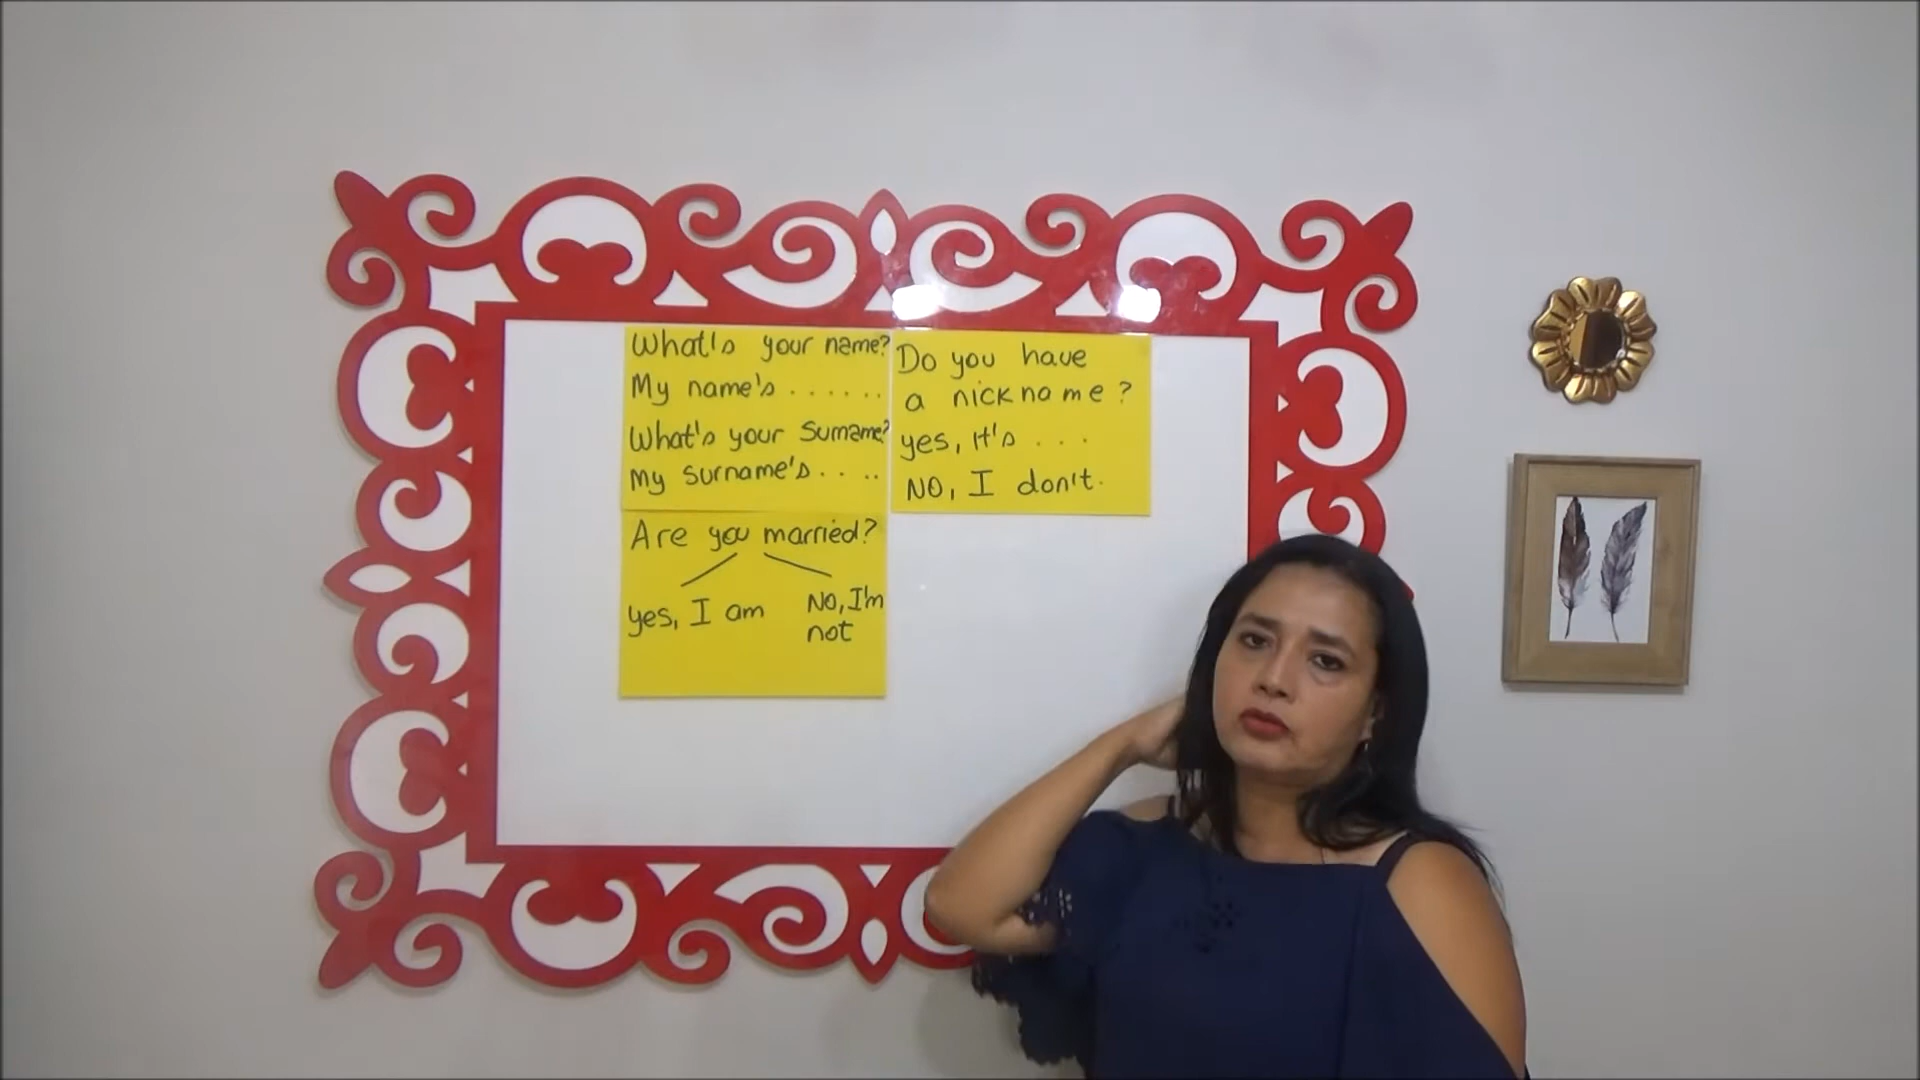 What's your name?
My name's ......
What's your Surname?
My surname's.. ..
Do you have
a nickname?
yes, It's ...
NO, I don't.
Are you married?
yes, I am
NO, I'm
not